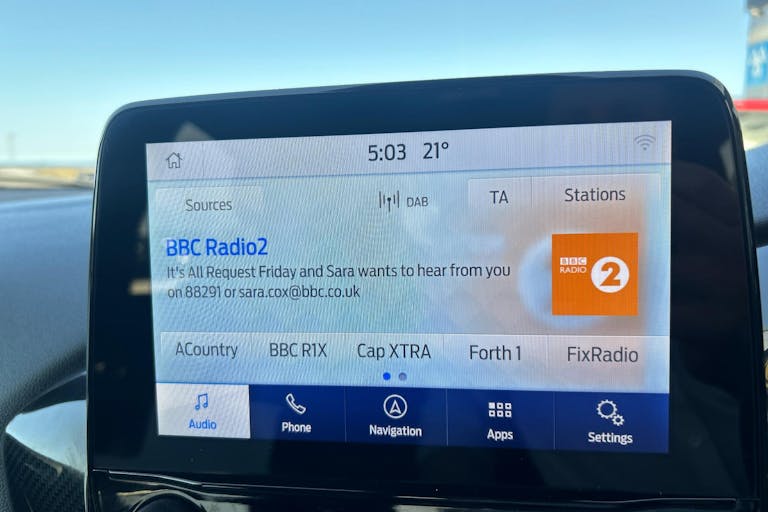 5:03 21°
Sources
DAB
TA
Stations
BBC Radio2
It's All Request Friday and Sara wants to hear from you
on 88291 or sara.cox@bbc.co.uk
BBC
RADIO
2
ACountry
BBC R1X
Cap XTRA
Forth 1
FixRadio
Audio
Phone
Navigation
Apps
Settings